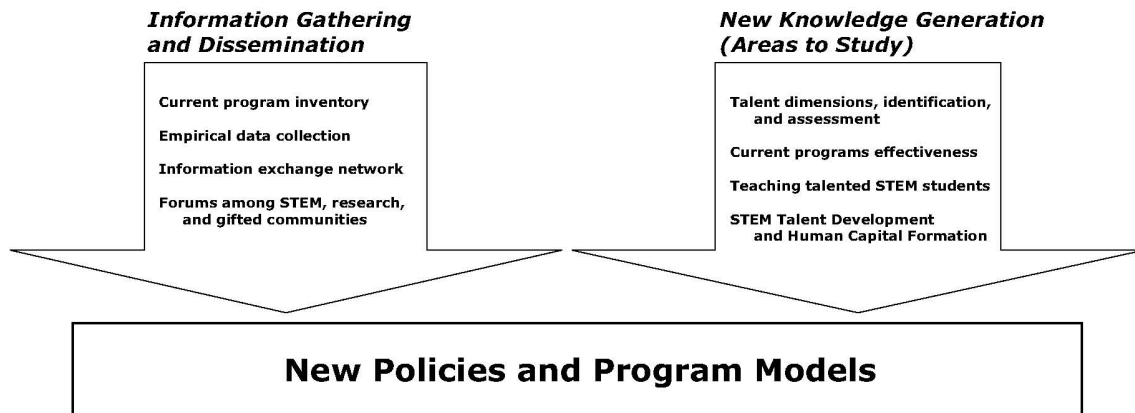 Information Gathering
and Dissemination
Current program inventory
Empirical data collection
Information exchange network
Forums among STEM, research,
and gifted communities
New Knowledge Generation
(Areas to Study)
Talent dimensions, identification,
and assessment
Current programs effectiveness
Teaching talented STEM students
STEM Talent Development
and Human Capital Formation
New Policies and Program Models